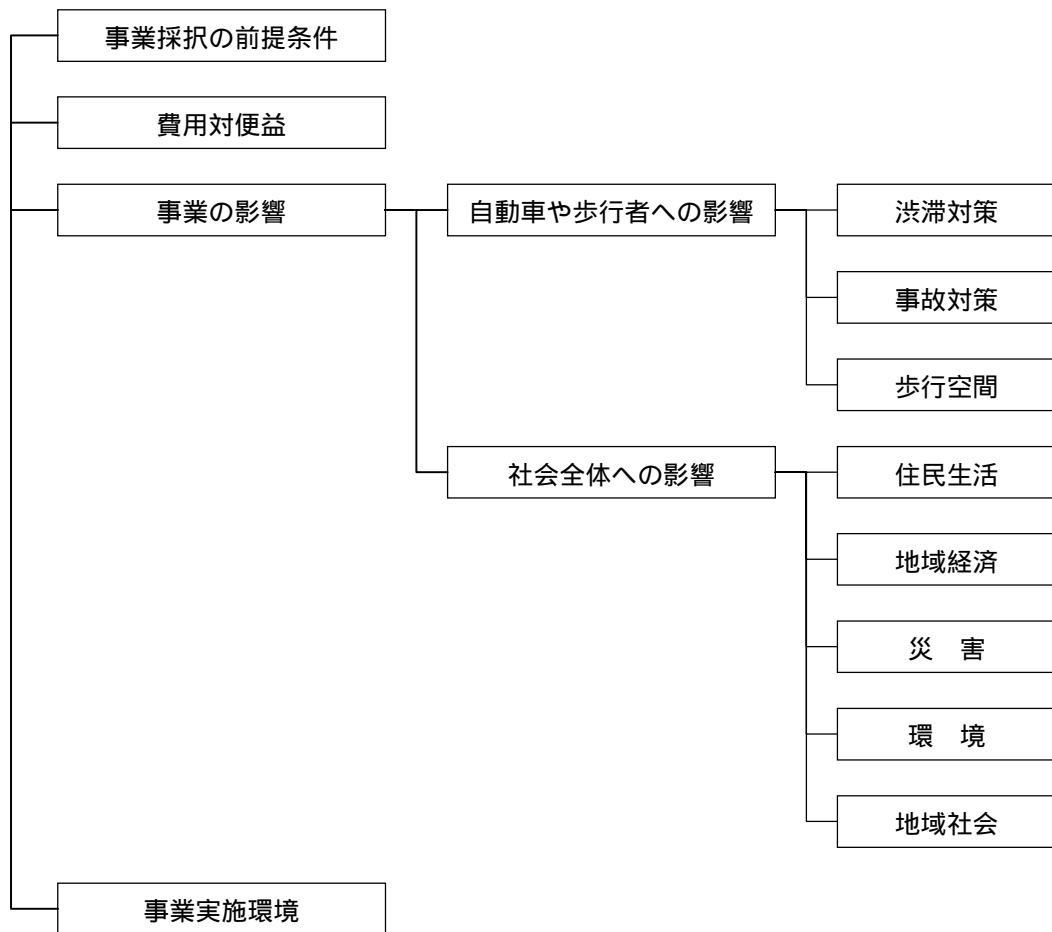 事業採択の前提条件
費用対便益
事業の影響
自動車や歩行者への影響
渋滞対策
事故対策
歩行空間
社会全体への影響
住民生活
地域経済
災　害
環　境
地域社会
事業実施環境